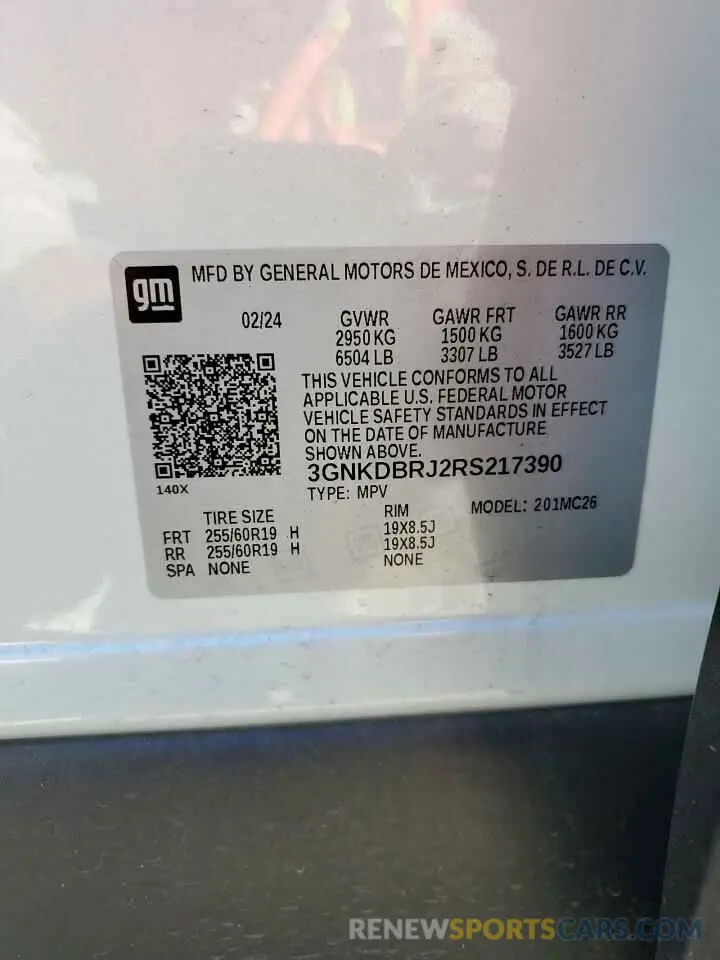 gm
MFD BY GENERAL MOTORS DE MEXICO, S. DE R.L. DE C.V.
02/24 GVWR GAWR FRT GAWR RR
2950 KG 1500 KG 1600 KG
6504 LB 3307 LB 3527 LB
THIS VEHICLE CONFORMS TO ALL
APPLICABLE U.S. FEDERAL MOTOR
VEHICLE SAFETY STANDARDS IN EFFECT
ON THE DATE OF MANUFACTURE
SHOWN ABOVE.
3GNKDBRJ2RS217390
140X
TYPE: MPV MODEL: 201MC26
TIRE SIZE RIM
FRT 255/60R19 H 19X8.5J
RR 255/60R19 H 19X8.5J
SPA NONE NONE
RENEWSPORTSCARS.COM